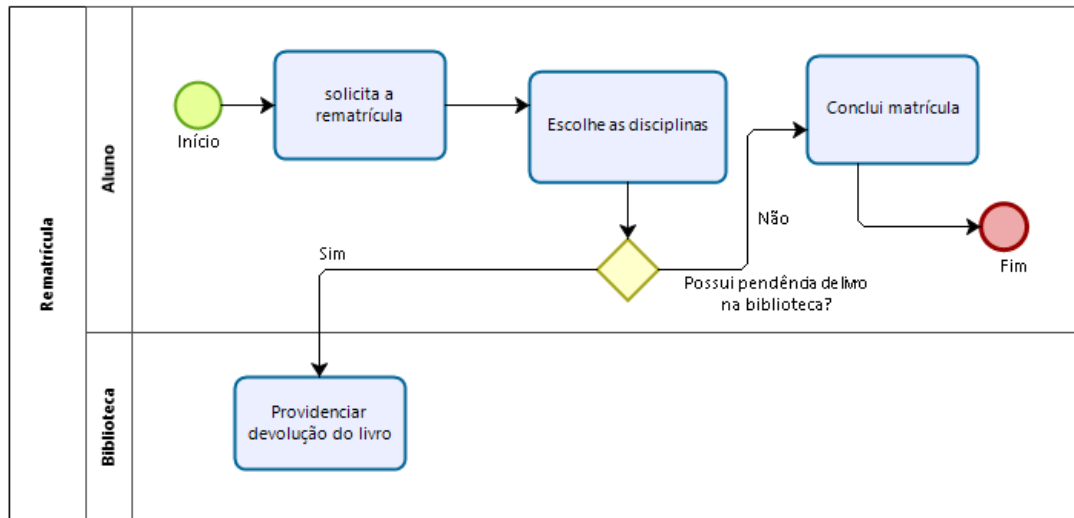 Rematrícula
Aluno
Início
solicita a
rematrícula
Escolhe as disciplinas
Conclui matrícula
Não
Fim
Sim
Possui pendência de livro
na biblioteca?
Biblioteca
Providenciar
devolução do livro